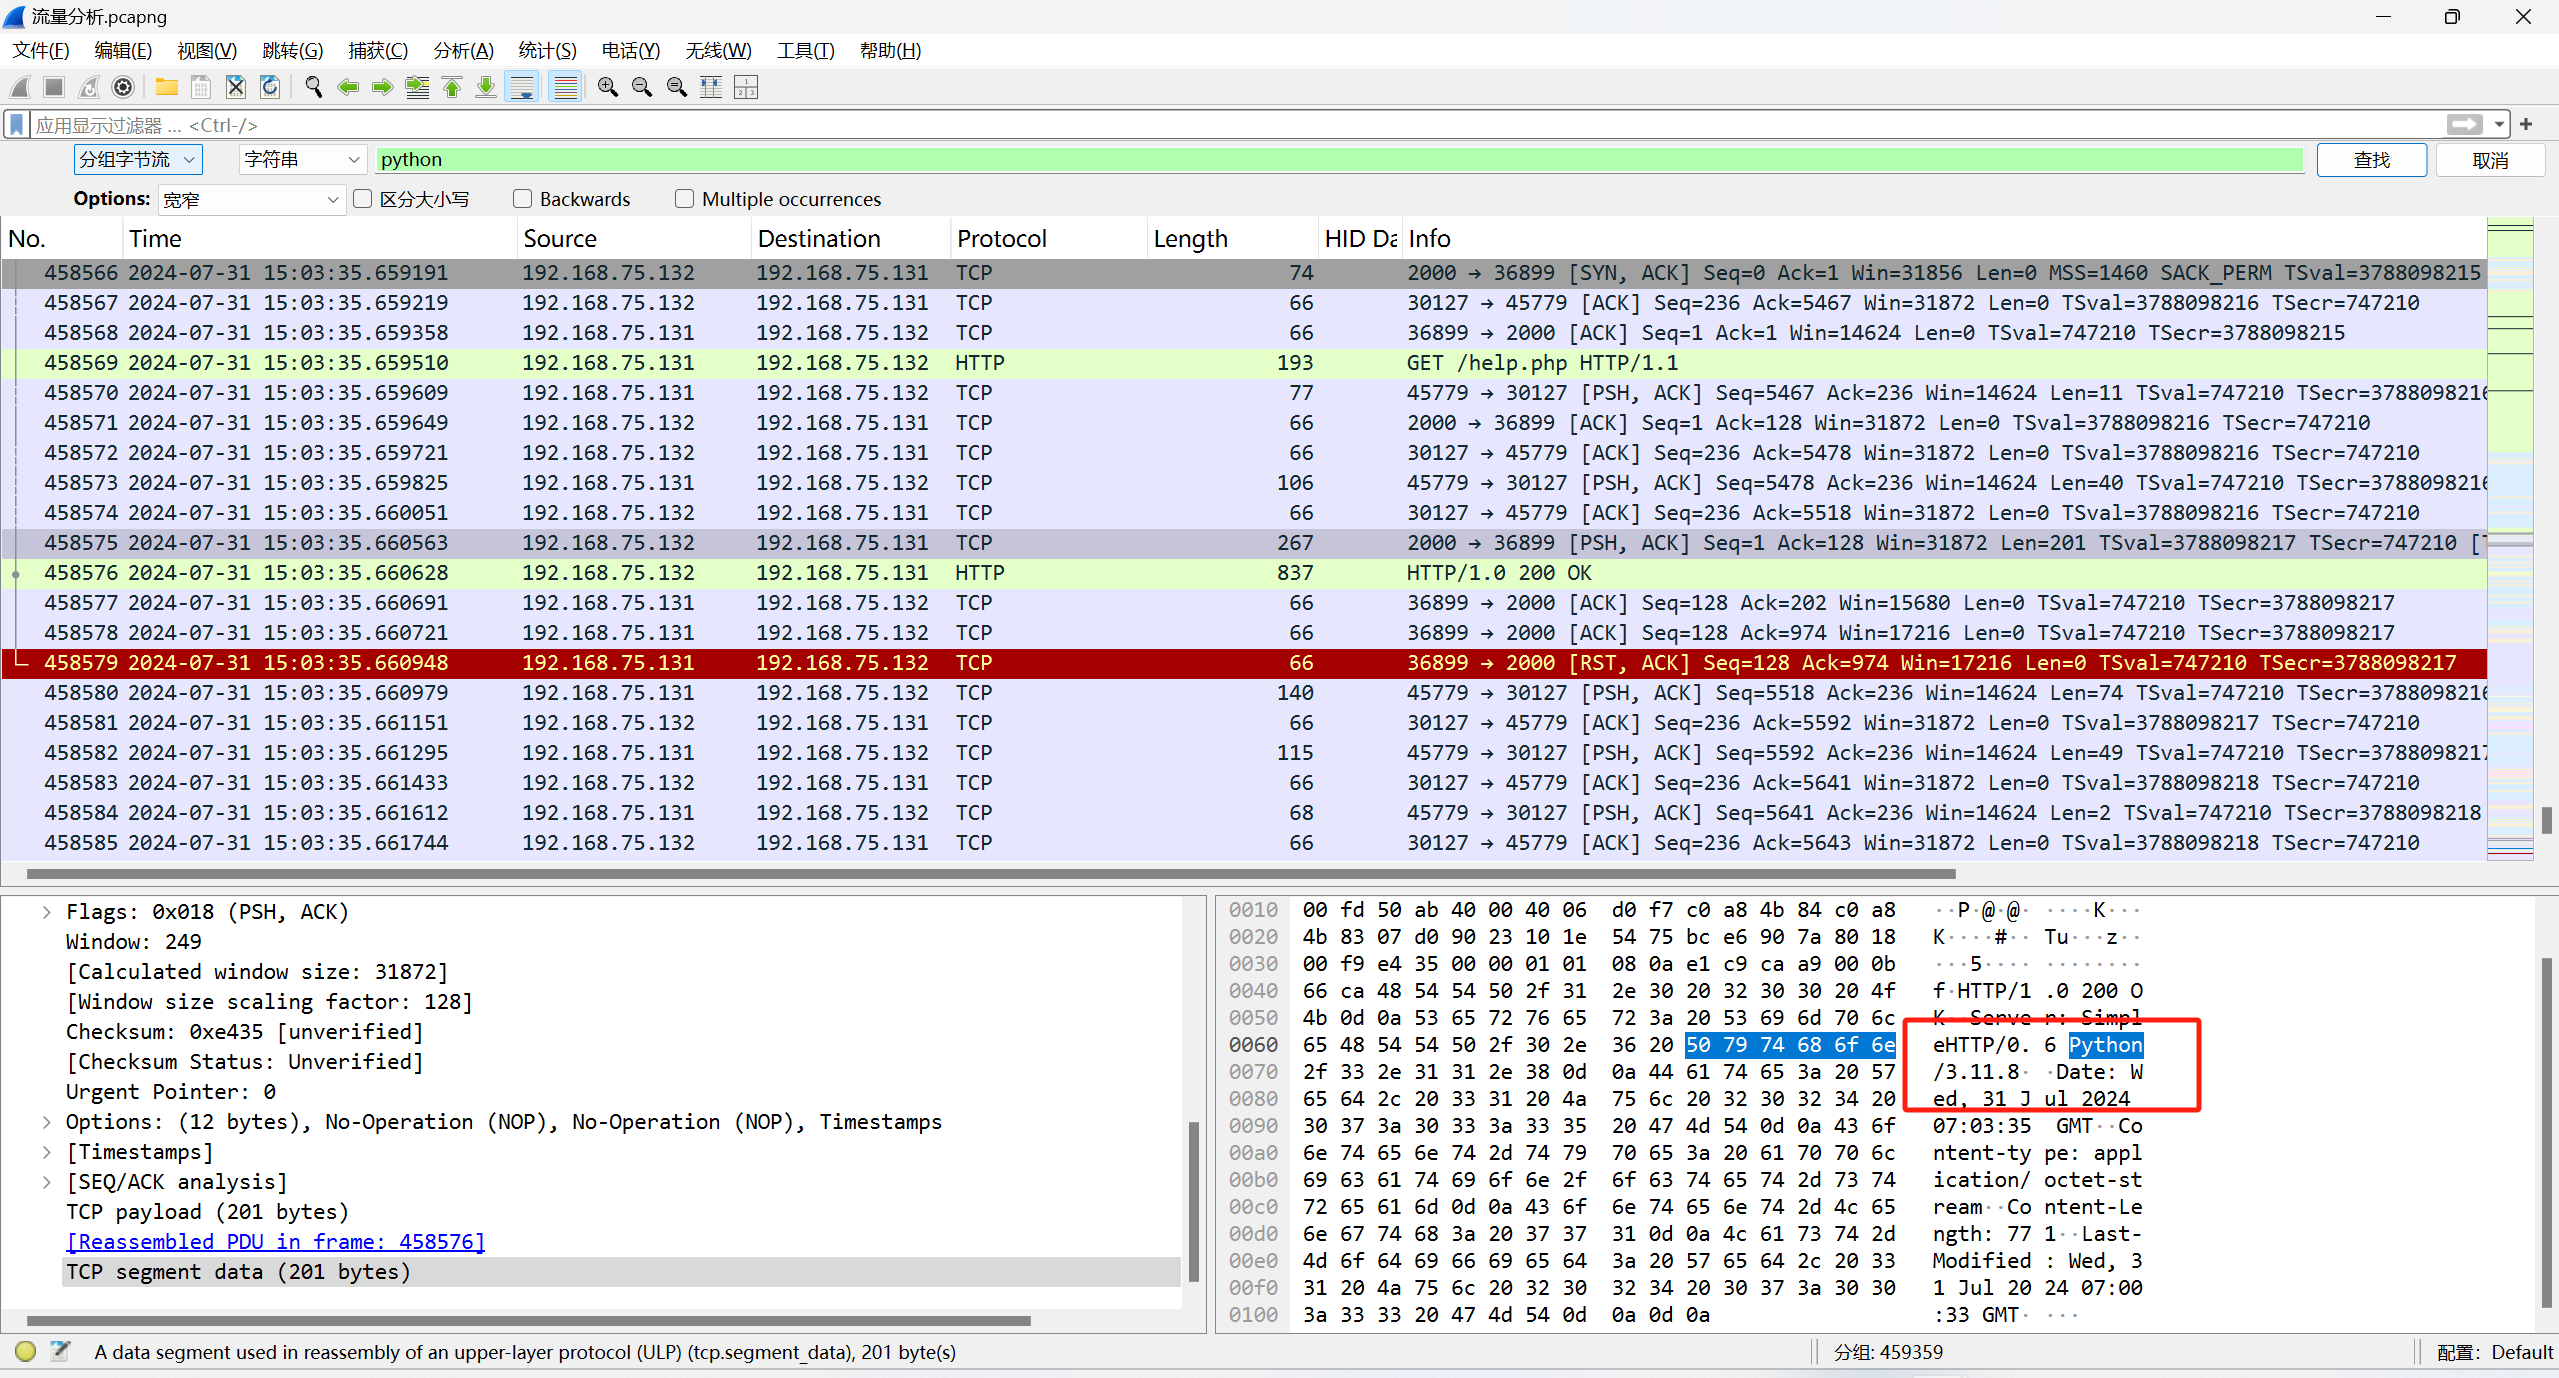 流量分析.pcapng
文件(F) 编辑(E) 视图(V) 跳转(G) 捕获(C) 分析(A) 统计(S) 电话(Y) 无线(W) 工具(T) 帮助(H)
应用显示过滤器 … <Ctrl-/>
分组字节流 字符串 python 查找 取消
Options: 宽窄 区分大小写 Backwards Multiple occurrences
No. Time Source Destination Protocol Length HID Da Info
458566 2024-07-31 15:03:35.659191 192.168.75.132 192.168.75.131 TCP 74 2000 → 36899 [SYN, ACK] Seq=0 Ack=1 Win=31856 Len=0 MSS=1460 SACK_PERM TSval=3788098215
458567 2024-07-31 15:03:35.659219 192.168.75.132 192.168.75.131 TCP 66 30127 → 45779 [ACK] Seq=236 Ack=5467 Win=31872 Len=0 TSval=3788098216 TSecr=747210
458568 2024-07-31 15:03:35.659358 192.168.75.131 192.168.75.132 TCP 66 36899 → 2000 [ACK] Seq=1 Ack=1 Win=14624 Len=0 TSval=747210 TSecr=3788098215
458569 2024-07-31 15:03:35.659510 192.168.75.131 192.168.75.132 HTTP 193 GET /help.php HTTP/1.1
458570 2024-07-31 15:03:35.659609 192.168.75.131 192.168.75.132 TCP 77 45779 → 30127 [PSH, ACK] Seq=5467 Ack=236 Win=14624 Len=11 TSval=747210 TSecr=3788098216
458571 2024-07-31 15:03:35.659649 192.168.75.132 192.168.75.131 TCP 66 2000 → 36899 [ACK] Seq=1 Ack=128 Win=31872 Len=0 TSval=3788098216 TSecr=747210
458572 2024-07-31 15:03:35.659721 192.168.75.132 192.168.75.131 TCP 66 30127 → 45779 [ACK] Seq=236 Ack=5478 Win=31872 Len=0 TSval=3788098216 TSecr=747210
458573 2024-07-31 15:03:35.659825 192.168.75.131 192.168.75.132 TCP 106 45779 → 30127 [PSH, ACK] Seq=5478 Ack=236 Win=14624 Len=40 TSval=747210 TSecr=3788098216
458574 2024-07-31 15:03:35.660051 192.168.75.132 192.168.75.131 TCP 66 30127 → 45779 [ACK] Seq=236 Ack=5518 Win=31872 Len=0 TSval=3788098216 TSecr=747210
458575 2024-07-31 15:03:35.660563 192.168.75.132 192.168.75.131 TCP 267 2000 → 36899 [PSH, ACK] Seq=1 Ack=128 Win=31872 Len=201 TSval=3788098217 TSecr=747210 [T
458576 2024-07-31 15:03:35.660628 192.168.75.132 192.168.75.131 HTTP 837 HTTP/1.0 200 OK
458577 2024-07-31 15:03:35.660691 192.168.75.131 192.168.75.132 TCP 66 36899 → 2000 [ACK] Seq=128 Ack=202 Win=15680 Len=0 TSval=747210 TSecr=3788098217
458578 2024-07-31 15:03:35.660721 192.168.75.131 192.168.75.132 TCP 66 36899 → 2000 [ACK] Seq=128 Ack=974 Win=17216 Len=0 TSval=747210 TSecr=3788098217
458579 2024-07-31 15:03:35.660948 192.168.75.131 192.168.75.132 TCP 66 36899 → 2000 [RST, ACK] Seq=128 Ack=974 Win=17216 Len=0 TSval=747210 TSecr=3788098217
458580 2024-07-31 15:03:35.660979 192.168.75.131 192.168.75.132 TCP 140 45779 → 30127 [PSH, ACK] Seq=5518 Ack=236 Win=14624 Len=74 TSval=747210 TSecr=3788098216
458581 2024-07-31 15:03:35.661151 192.168.75.132 192.168.75.131 TCP 66 30127 → 45779 [ACK] Seq=236 Ack=5592 Win=31872 Len=0 TSval=3788098217 TSecr=747210
458582 2024-07-31 15:03:35.661295 192.168.75.131 192.168.75.132 TCP 115 45779 → 30127 [PSH, ACK] Seq=5592 Ack=236 Win=14624 Len=49 TSval=747210 TSecr=3788098217
458583 2024-07-31 15:03:35.661433 192.168.75.132 192.168.75.131 TCP 66 30127 → 45779 [ACK] Seq=236 Ack=5641 Win=31872 Len=0 TSval=3788098218 TSecr=747210
458584 2024-07-31 15:03:35.661612 192.168.75.131 192.168.75.132 TCP 68 45779 → 30127 [PSH, ACK] Seq=5641 Ack=236 Win=14624 Len=2 TSval=747210 TSecr=3788098218
458585 2024-07-31 15:03:35.661744 192.168.75.132 192.168.75.131 TCP 66 30127 → 45779 [ACK] Seq=236 Ack=5643 Win=31872 Len=0 TSval=3788098218 TSecr=747210
Flags: 0x018 (PSH, ACK)
Window: 249
[Calculated window size: 31872]
[Window size scaling factor: 128]
Checksum: 0xe435 [unverified]
[Checksum Status: Unverified]
Urgent Pointer: 0
Options: (12 bytes), No-Operation (NOP), No-Operation (NOP), Timestamps
[Timestamps]
[SEQ/ACK analysis]
TCP payload (201 bytes)
[Reassembled PDU in frame: 458576]
TCP segment data (201 bytes)
0010 00 fd 50 ab 40 00 40 06 d0 f7 c0 a8 4b 84 c0 a8 ··P·@·@· ····K···
0020 4b 83 07 d0 90 23 10 1e 54 75 bc e6 90 7a 80 18 K····#·· Tu···z··
0030 00 f9 e4 35 00 00 01 01 08 0a e1 c9 ca a9 00 0b ···5···· ········
0040 66 ca 48 54 54 50 2f 31 2e 30 20 32 30 30 20 4f f·HTTP/1 .0 200 O
0050 4b 0d 0a 53 65 72 76 65 72 3a 20 53 69 6d 70 6c K··Serve r: Simpl
0060 65 48 54 54 50 2f 30 2e 36 20 50 79 74 68 6f 6e eHTTP/0. 6 Python
0070 2f 33 2e 31 31 2e 38 0d 0a 44 61 74 65 3a 20 57 /3.11.8· ·Date: W
0080 65 64 2c 20 33 31 20 4a 75 6c 20 32 30 32 34 20 ed, 31 J ul 2024
0090 30 37 3a 30 33 3a 33 35 20 47 4d 54 0d 0a 43 6f 07:03:35 GMT··Co
00a0 6e 74 65 6e 74 2d 74 79 70 65 3a 20 61 70 70 6c ntent-ty pe: appl
00b0 69 63 61 74 69 6f 6e 2f 6f 63 74 65 74 2d 73 74 ication/ octet-st
00c0 72 65 61 6d 0d 0a 43 6f 6e 74 65 6e 74 2d 4c 65 ream··Co ntent-Le
00d0 6e 67 74 68 3a 20 37 37 31 0d 0a 4c 61 73 74 2d ngth: 77 1··Last-
00e0 4d 6f 64 69 66 69 65 64 3a 20 57 65 64 2c 20 33 Modified : Wed, 3
00f0 31 20 4a 75 6c 20 32 30 32 34 20 30 37 3a 30 30 1 Jul 20 24 07:00
0100 3a 33 33 20 47 4d 54 0d 0a 0d 0a :33 GMT· ···
A data segment used in reassembly of an upper-layer protocol (ULP) (tcp.segment_data), 201 byte(s) 分组: 459359 配置: Default